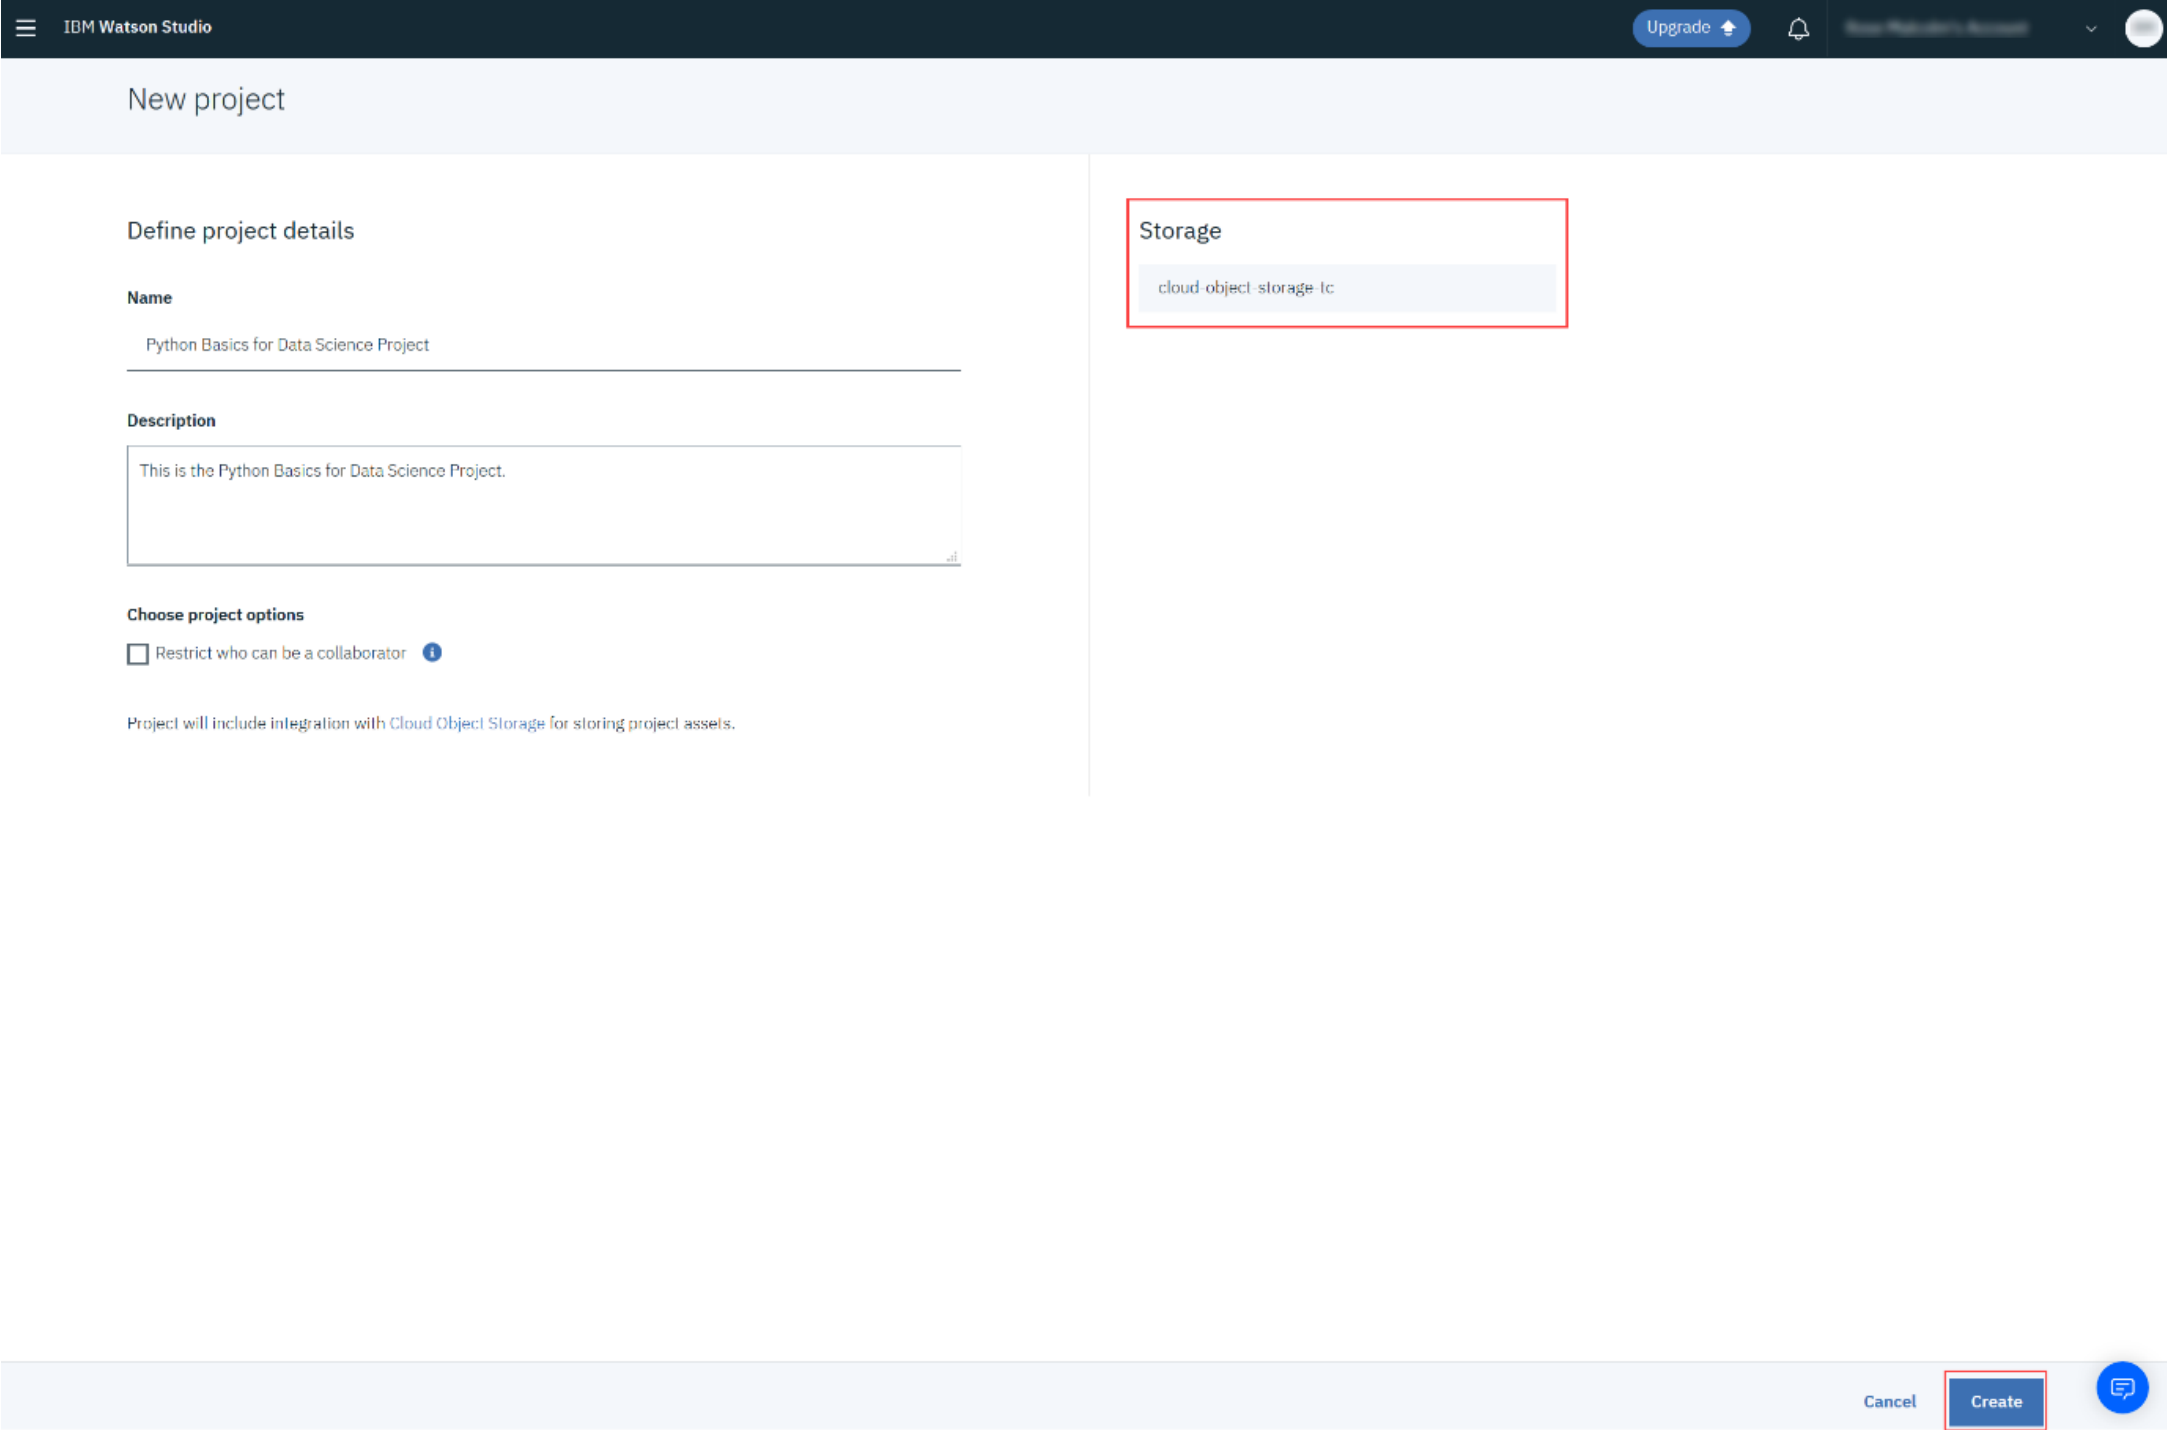 IBM Watson Studio
Upgrade
New project
Define project details
Name
Python Basics for Data Science Project
Description
This is the Python Basics for Data Science Project.
Choose project options
Restrict who can be a collaborator
Project will include integration with Cloud Object Storage for storing project assets.
Storage
cloud-object-storage-tc
Cancel
Create